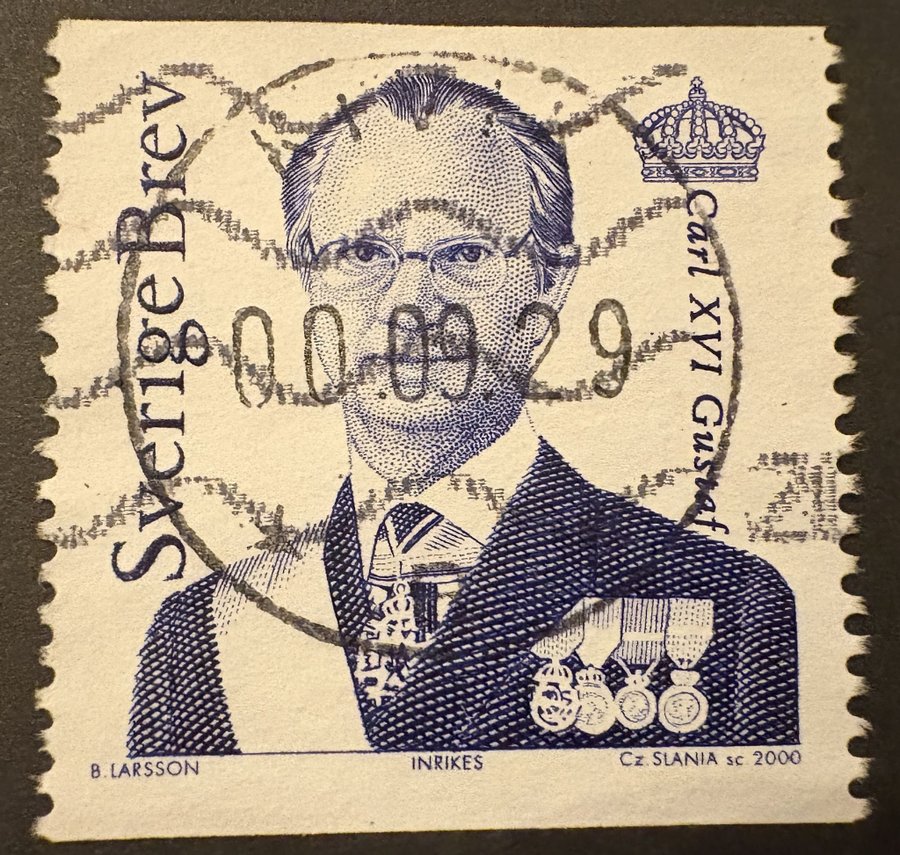 Sverige Brev
Carl XVI Gustaf
00.09.29
B. LARSSON
INRIKES
Cz. SLANIA sc. 2000